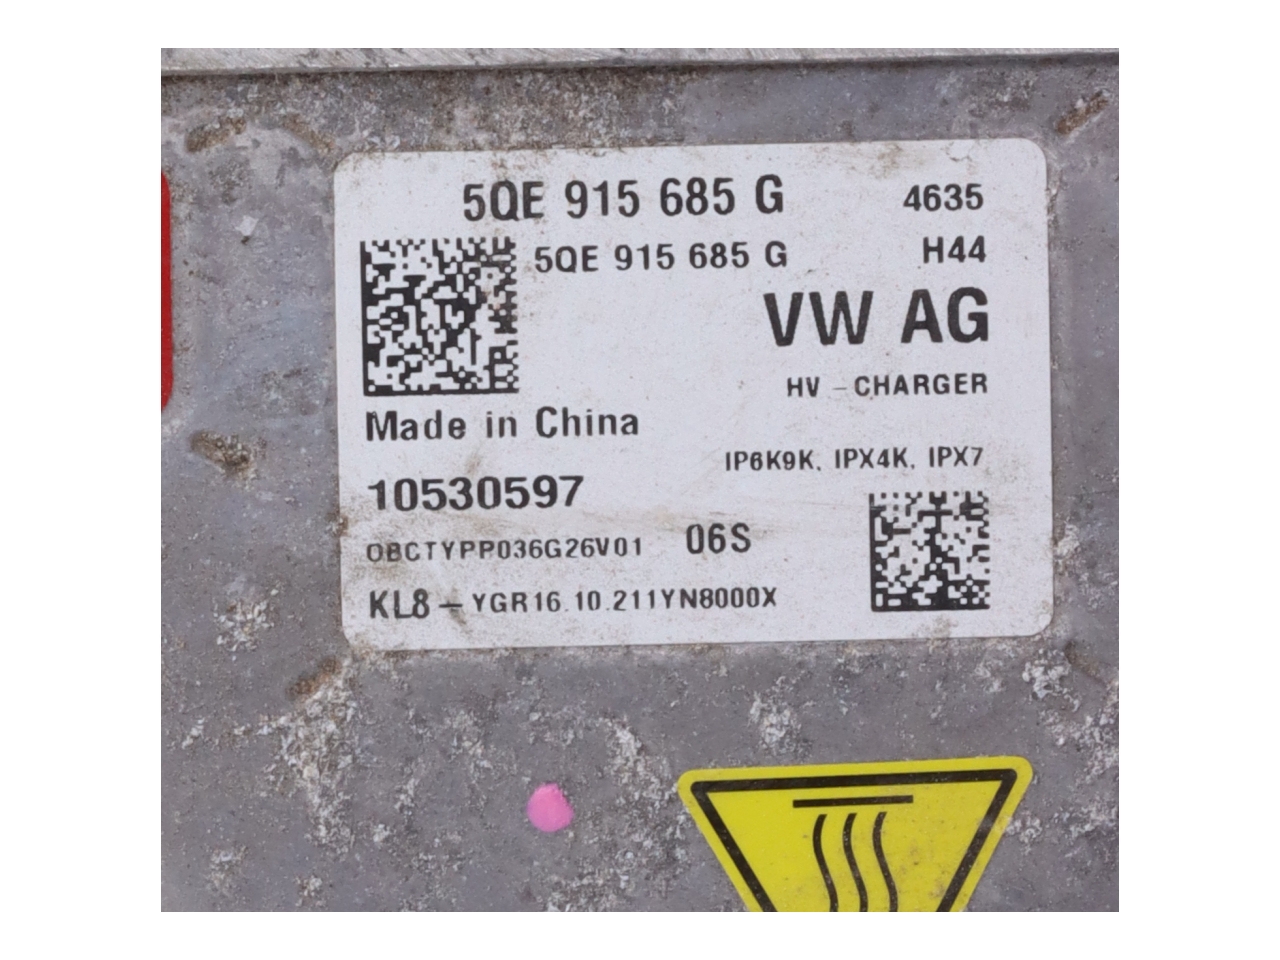 5QE 915 685 G 4635
5QE 915 685 G H44
VW AG
HV - CHARGER
Made in China
IP6K9K, IPX4K, IPX7
10530597
OBCTYPP036G26V01 06S
KL8 - YGR16.10.211YN8000X